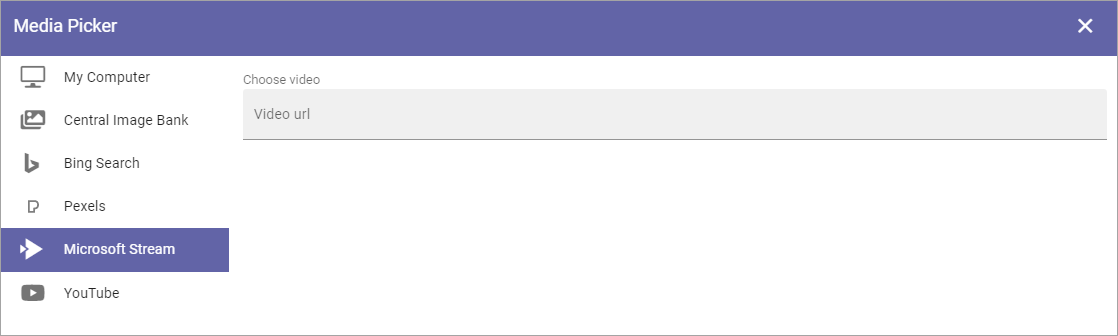 Media Picker
My Computer
Central Image Bank
Bing Search
Pexels
Microsoft Stream
YouTube
Choose video
Video url